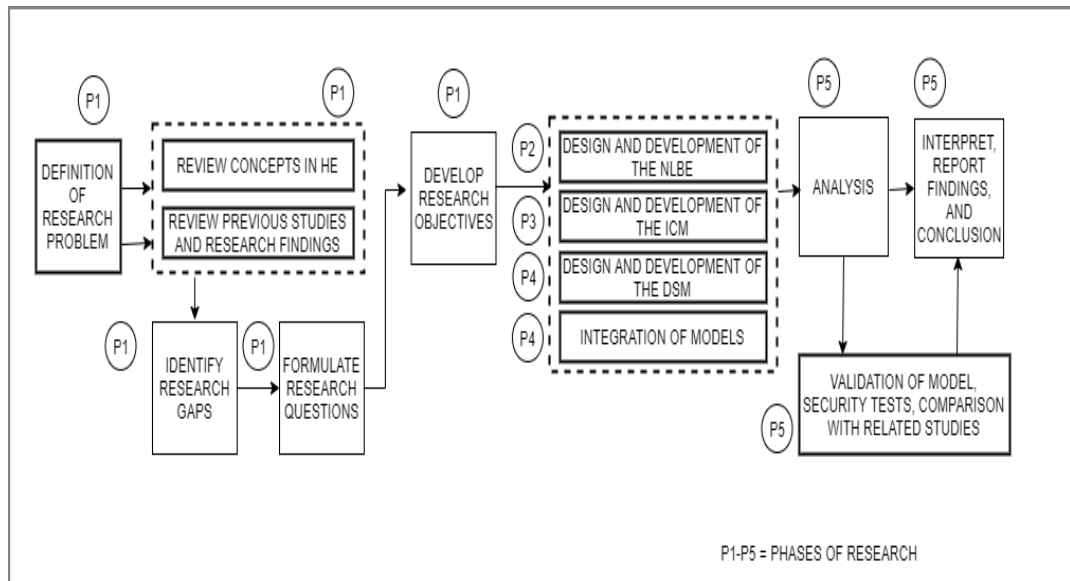 P1
DEFINITION
OF
RESEARCH
PROBLEM
P1
REVIEW CONCEPTS IN HE
REVIEW PREVIOUS STUDIES
AND RESEARCH FINDINGS
P1
IDENTIFY
RESEARCH
GAPS
P1
FORMULATE
RESEARCH
QUESTIONS
P1
DEVELOP
RESEARCH
OBJECTIVES
P2
DESIGN AND DEVELOPMENT OF
THE NLBE
P3
DESIGN AND DEVELOPMENT OF
THE ICM
P4
DESIGN AND DEVELOPMENT OF
THE DSM
P4
INTEGRATION OF MODELS
P5
ANALYSIS
P5
INTERPRET,
REPORT
FINDINGS,
AND
CONCLUSION
P5
VALIDATION OF MODEL,
SECURITY TESTS, COMPARISON
WITH RELATED STUDIES
P1-P5 = PHASES OF RESEARCH